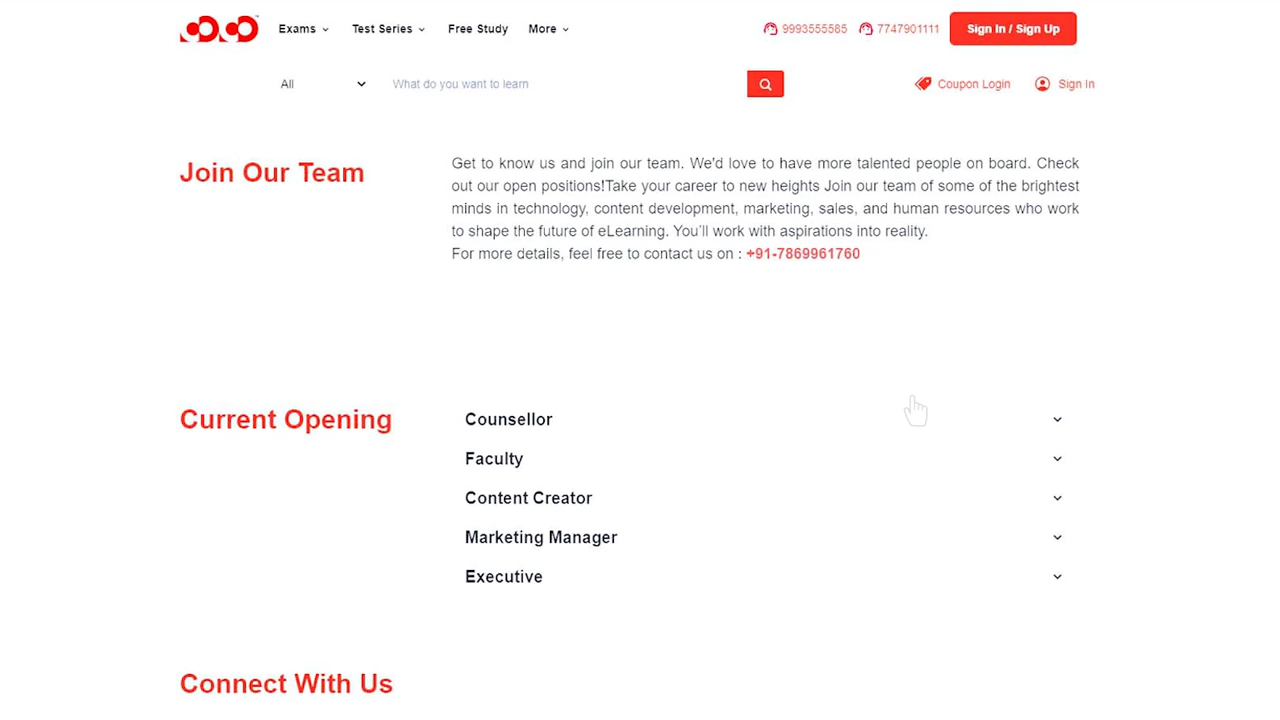 Exams
Test Series
Free Study
More
9993555585
7747901111
Sign In / Sign Up
All
What do you want to learn
Coupon Login
Sign In
Join Our Team
Get to know us and join our team. We'd love to have more talented people on board. Check
out our open positions!Take your career to new heights Join our team of some of the brightest
minds in technology, content development, marketing, sales, and human resources who work
to shape the future of eLearning. You'll work with aspirations into reality.
For more details, feel free to contact us on : +91-7869961760
Current Opening
Counsellor
Faculty
Content Creator
Marketing Manager
Executive
Connect With Us